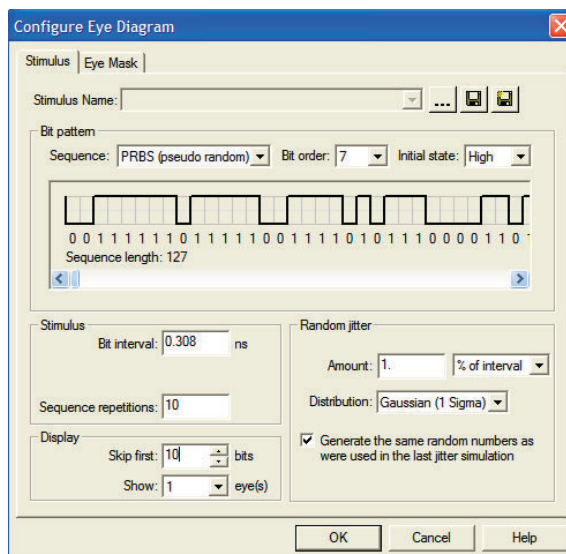 Configure Eye Diagram
Stimulus Eye Mask
Stimulus Name: ...
Bit pattern
Sequence: PRBS (pseudo random) Bit order: 7 Initial state: High
0 0 1 1 1 1 1 1 0 1 1 1 1 1 0 0 1 1 1 1 0 1 0 1 1 1 0 0 0 0 1 1 0
Sequence length: 127
Stimulus
Bit interval: 0.308 ns
Sequence repetitions: 10
Display
Skip first: 10 bits
Show: 1 eye(s)
Random jitter
Amount: 1. % of interval
Distribution: Gaussian (1 Sigma)
Generate the same random numbers as
were used in the last jitter simulation
OK Cancel Help